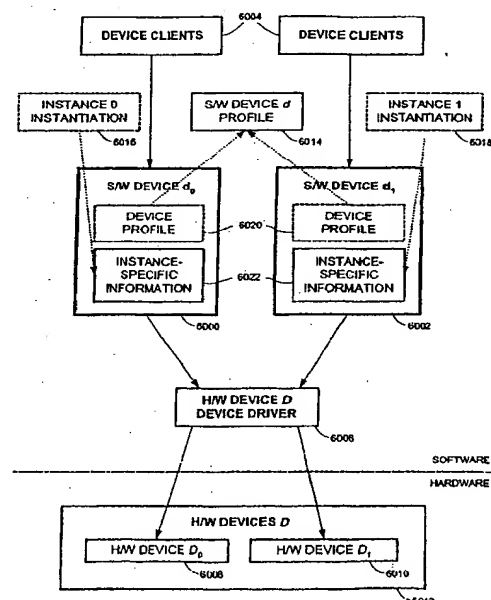 6004
DEVICE CLIENTS
DEVICE CLIENTS
INSTANCE 0
INSTANTIATION
6016
S/W DEVICE d
PROFILE
6014
INSTANCE 1
INSTANTIATION
6018
S/W DEVICE d0
DEVICE
PROFILE
INSTANCE-
SPECIFIC
INFORMATION
6000
6020
6022
S/W DEVICE d1
DEVICE
PROFILE
INSTANCE-
SPECIFIC
INFORMATION
6002
H/W DEVICE D
DEVICE DRIVER
6006
SOFTWARE
HARDWARE
H/W DEVICES D
H/W DEVICE D0
6008
H/W DEVICE D1
6010
6012